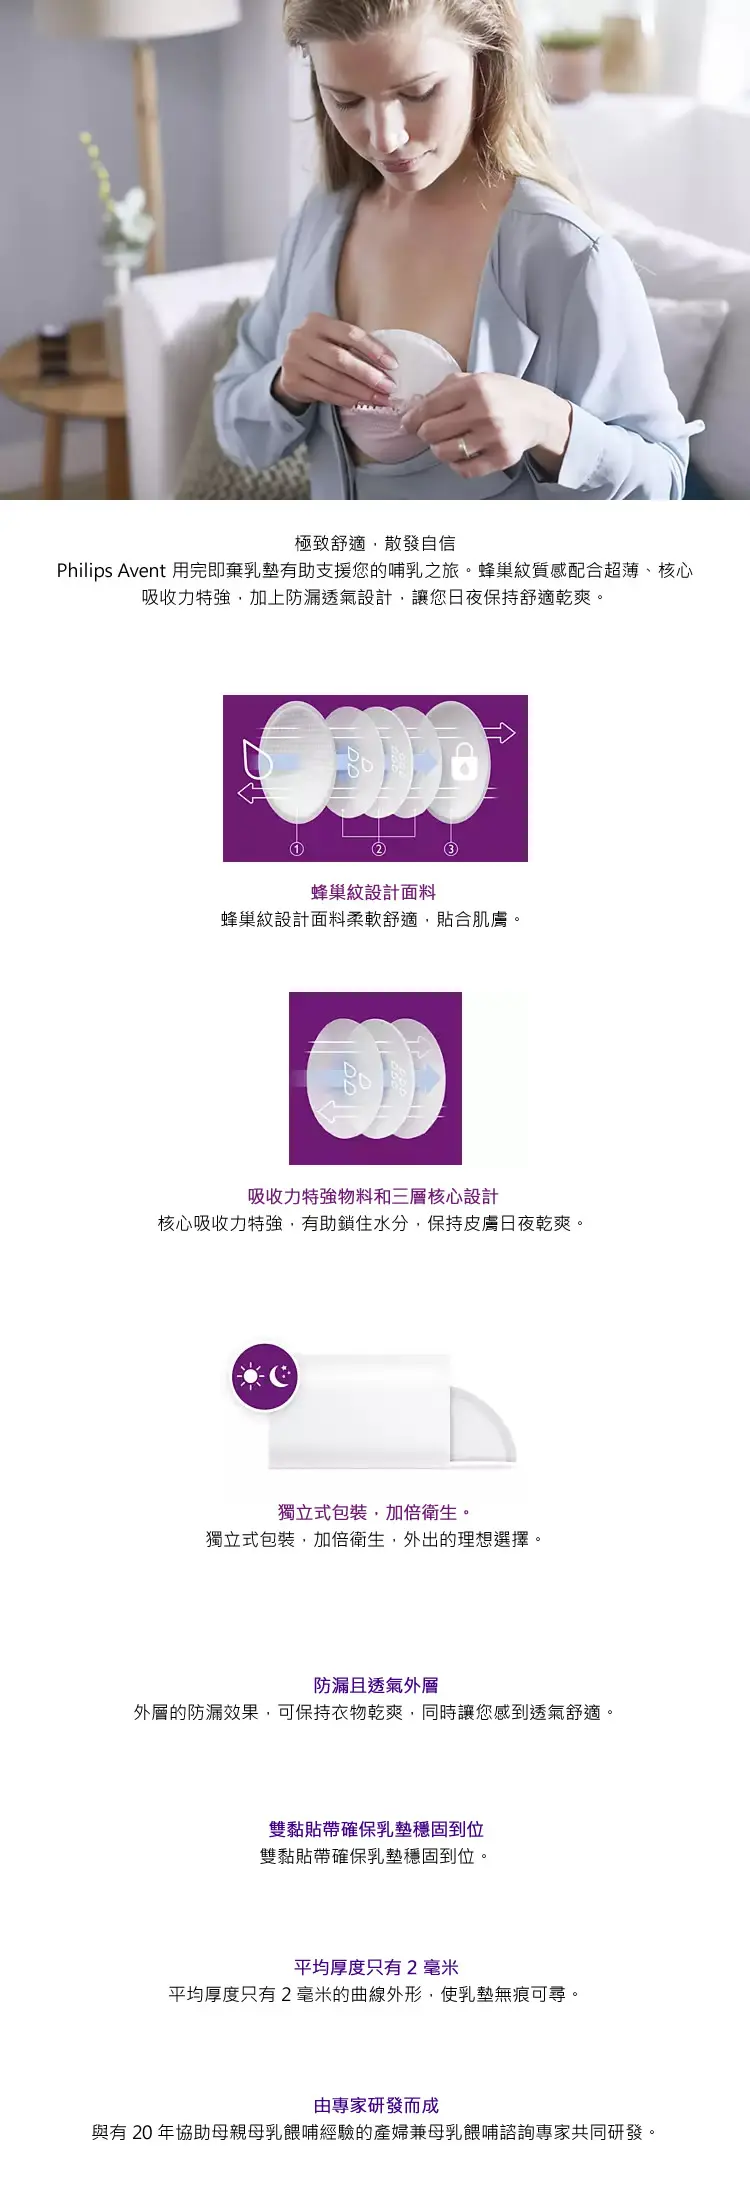 極致舒適，散發自信
Philips Avent 用完即棄乳墊有助支援您的哺乳之旅。蜂巢紋質感配合超薄、核心
吸收力特強，加上防漏透氣設計，讓您日夜保持舒適乾爽。
① ② ③
蜂巢紋設計面料
蜂巢紋設計面料柔軟舒適，貼合肌膚。
吸收力特強物料和三層核心設計
核心吸收力特強，有助鎖住水分，保持皮膚日夜乾爽。
獨立式包裝，加倍衛生。
獨立式包裝，加倍衛生，外出的理想選擇。
防漏且透氣外層
外層的防漏效果，可保持衣物乾爽，同時讓您感到透氣舒適。
雙黏貼帶確保乳墊穩固到位
雙黏貼帶確保乳墊穩固到位。
平均厚度只有 2 毫米
平均厚度只有 2 毫米的曲線外形，使乳墊無痕可尋。
由專家研發而成
與有 20 年協助母親母乳餵哺經驗的產婦兼母乳餵哺諮詢專家共同研發。